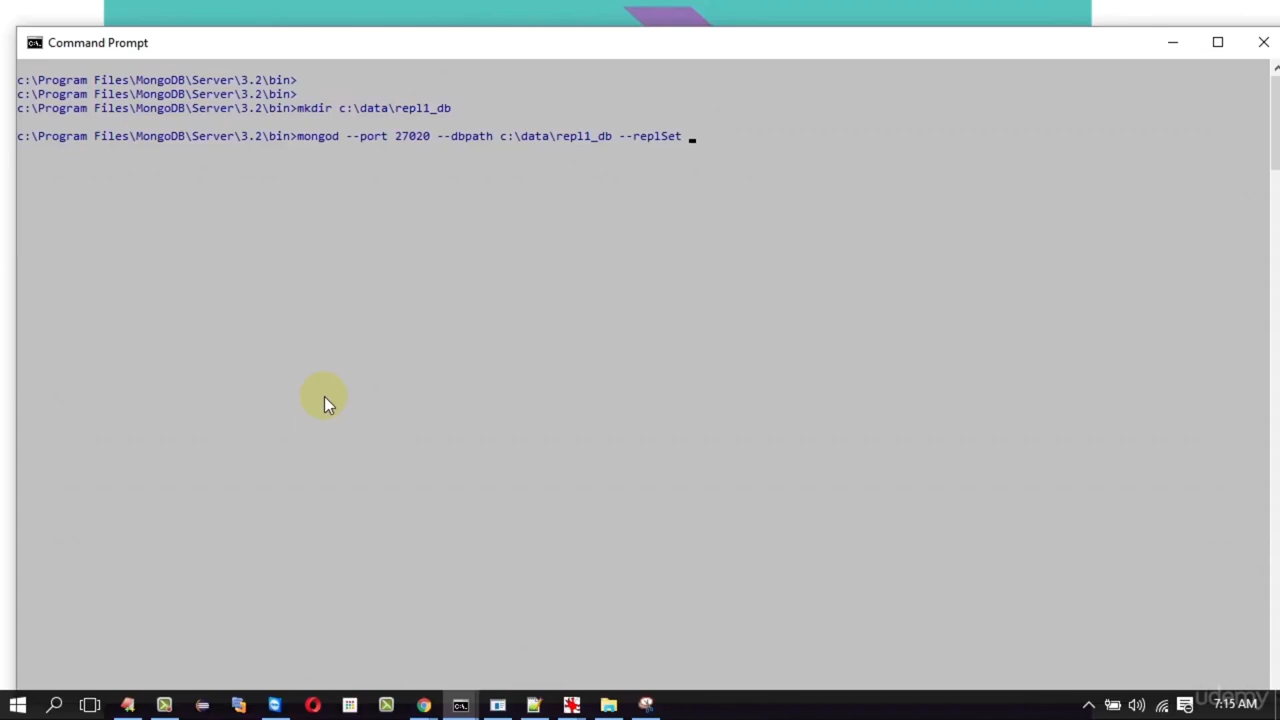 Command Prompt
c:\Program Files\MongoDB\Server\3.2\bin>
c:\Program Files\MongoDB\Server\3.2\bin>
c:\Program Files\MongoDB\Server\3.2\bin>mkdir c:\data\repl1_db
c:\Program Files\MongoDB\Server\3.2\bin>mongod --port 27020 --dbpath c:\data\repl1_db --replSet
udemy
7:15 AM